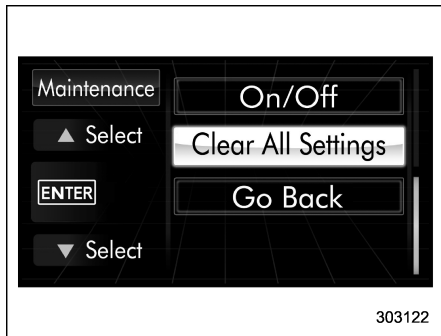 Maintenance
On/Off
▲ Select
Clear All Settings
ENTER
Go Back
▼ Select
303122